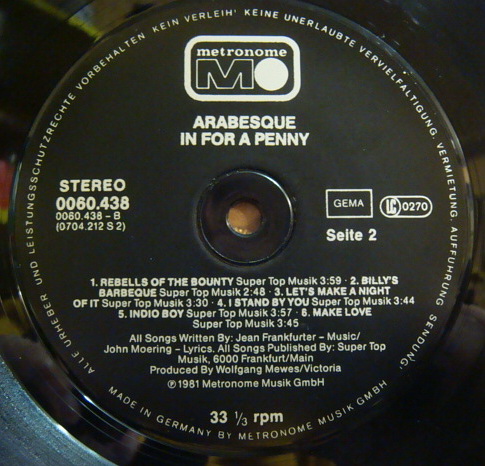 ALLE URHEBER UND LEISTUNGSSCHUTZRECHTE VORBEHALTEN KEIN VERLEIH' KEINE UNERLAUBTE VERVIELFÄLTIGUNG, VERMIETUNG, AUFFÜHRUNG, SENDUNG'
metronome
MO
ARABESQUE
IN FOR A PENNY
STEREO
0060.438
0060.438 - B
(0704.212 S 2)
GEMA
LC 0270
Seite 2
1. REBELLS OF THE BOUNTY Super Top Musik 3:59 · 2. BILLY'S
BARBEQUE Super Top Musik 2:48 · 3. LET'S MAKE A NIGHT
OF IT Super Top Musik 3:30 · 4. I STAND BY YOU Super Top Musik 3:44
5. INDIO BOY Super Top Musik 3:57 · 6. MAKE LOVE
Super Top Musik 3:45
All Songs Written By: Jean Frankfurter - Music/
John Moering - Lyrics. All Songs Published By: Super Top
Musik, 6000 Frankfurt/Main
Produced By Wolfgang Mewes/Victoria
℗ 1981 Metronome Musik GmbH
33 1/3 rpm
MADE IN GERMANY BY METRONOME MUSIK GMBH